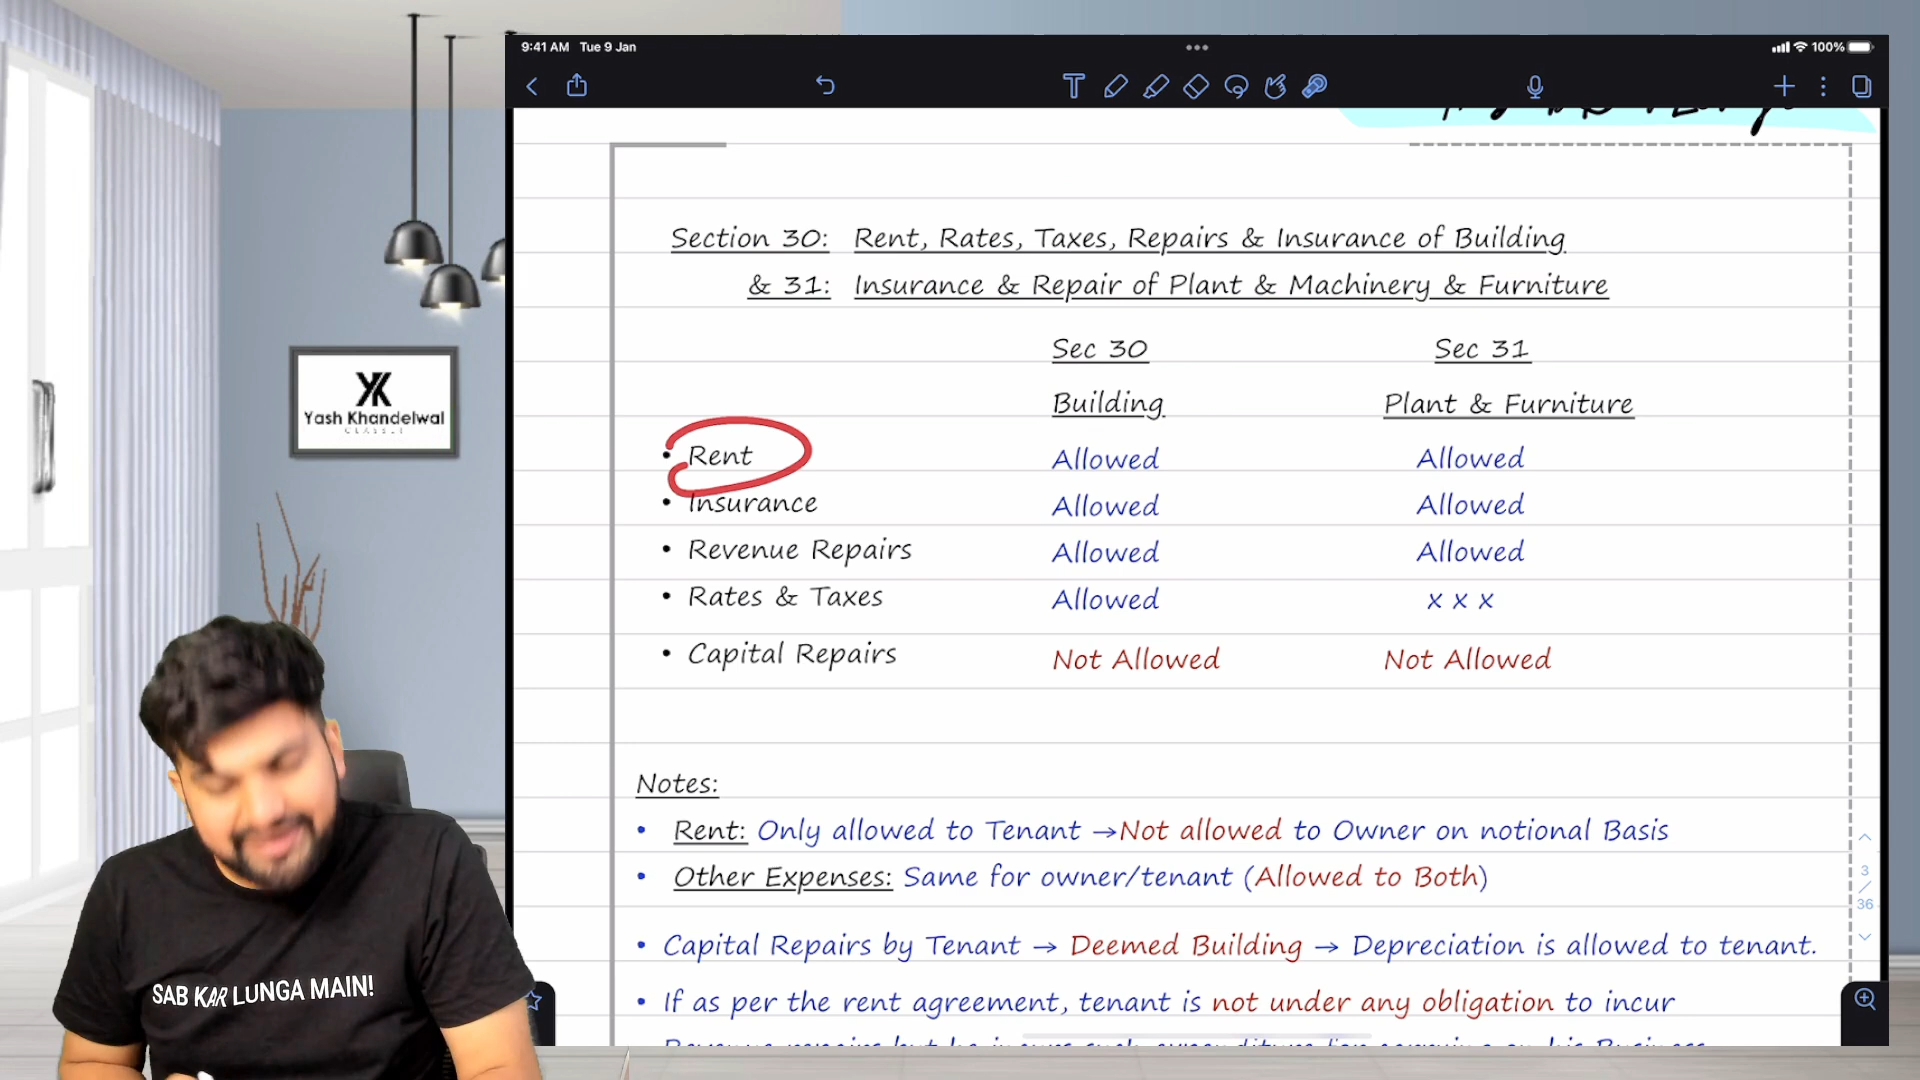 9:41 AM Tue 9 Jan
100%
Section 30: Rent, Rates, Taxes, Repairs & Insurance of Building
& 31: Insurance & Repair of Plant & Machinery & Furniture
Sec 30 Sec 31
Building Plant & Furniture
• Rent Allowed Allowed
• Insurance Allowed Allowed
• Revenue Repairs Allowed Allowed
• Rates & Taxes Allowed x x x
• Capital Repairs Not Allowed Not Allowed
Notes:
• Rent: Only allowed to Tenant → Not allowed to Owner on notional Basis
• Other Expenses: Same for owner/tenant (Allowed to Both)
• Capital Repairs by Tenant → Deemed Building → Depreciation is allowed to tenant.
• If as per the rent agreement, tenant is not under any obligation to incur
3
/
36
Yash Khandelwal
SAB KAR LUNGA MAIN!